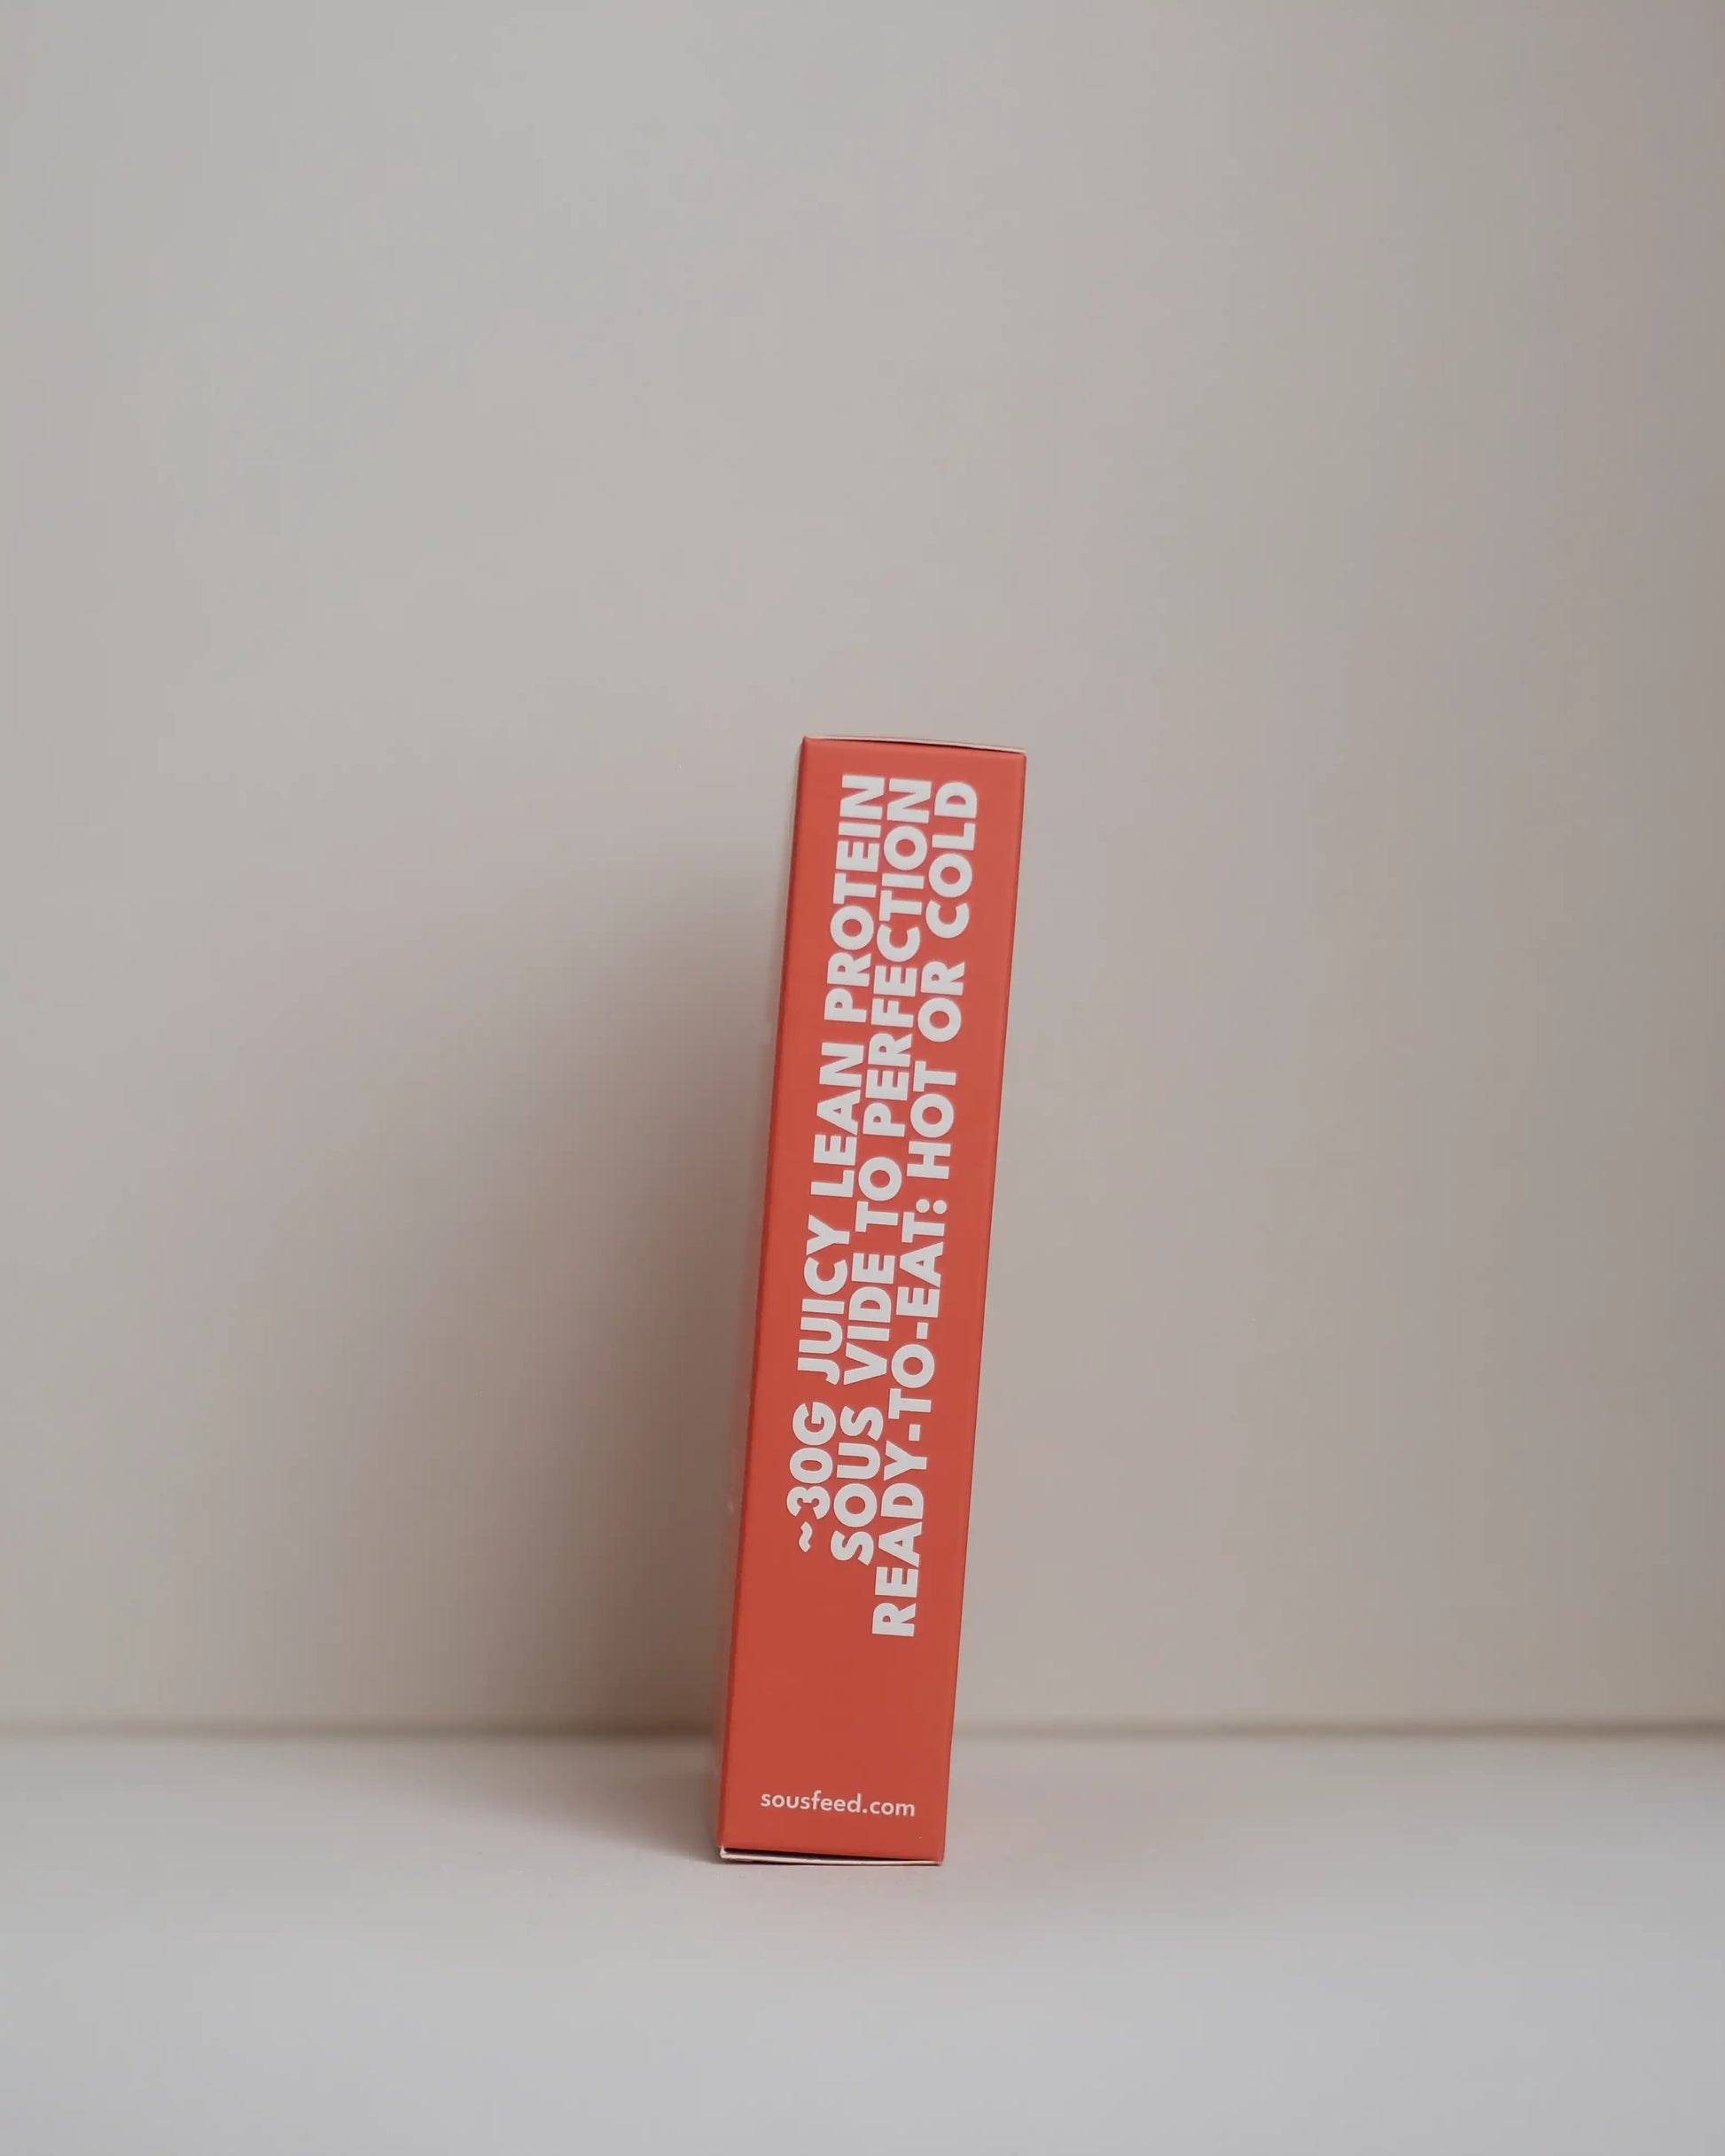 ~30G JUICY LEAN PROTEIN
SOUS VIDE TO PERFECTION
READY-TO-EAT: HOT OR COLD
sousfeed.com